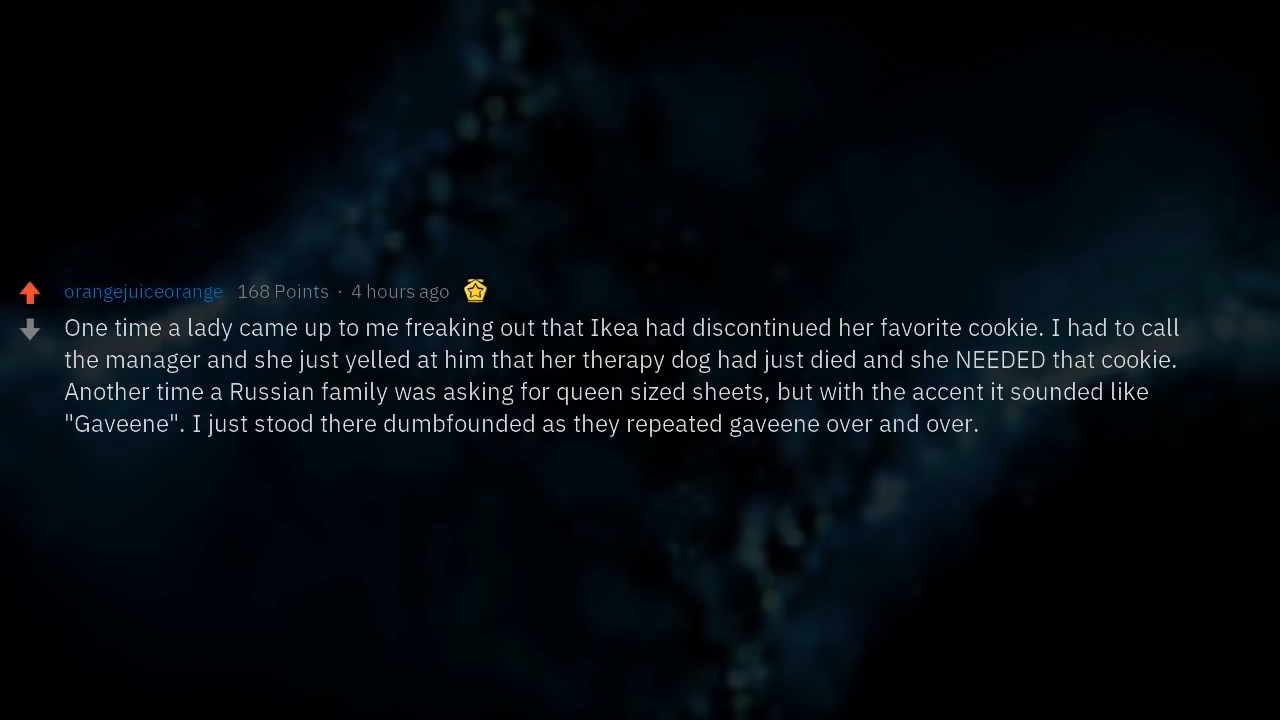 orangejuiceorange 168 Points · 4 hours ago
One time a lady came up to me freaking out that Ikea had discontinued her favorite cookie. I had to call
the manager and she just yelled at him that her therapy dog had just died and she NEEDED that cookie.
Another time a Russian family was asking for queen sized sheets, but with the accent it sounded like
"Gaveene". I just stood there dumbfounded as they repeated gaveene over and over.